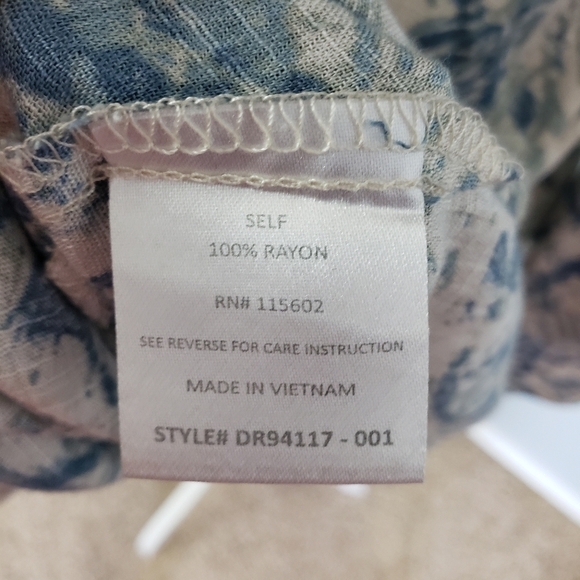 SELF
100% RAYON
RN# 115602
SEE REVERSE FOR CARE INSTRUCTION
MADE IN VIETNAM
STYLE# DR94117 - 001